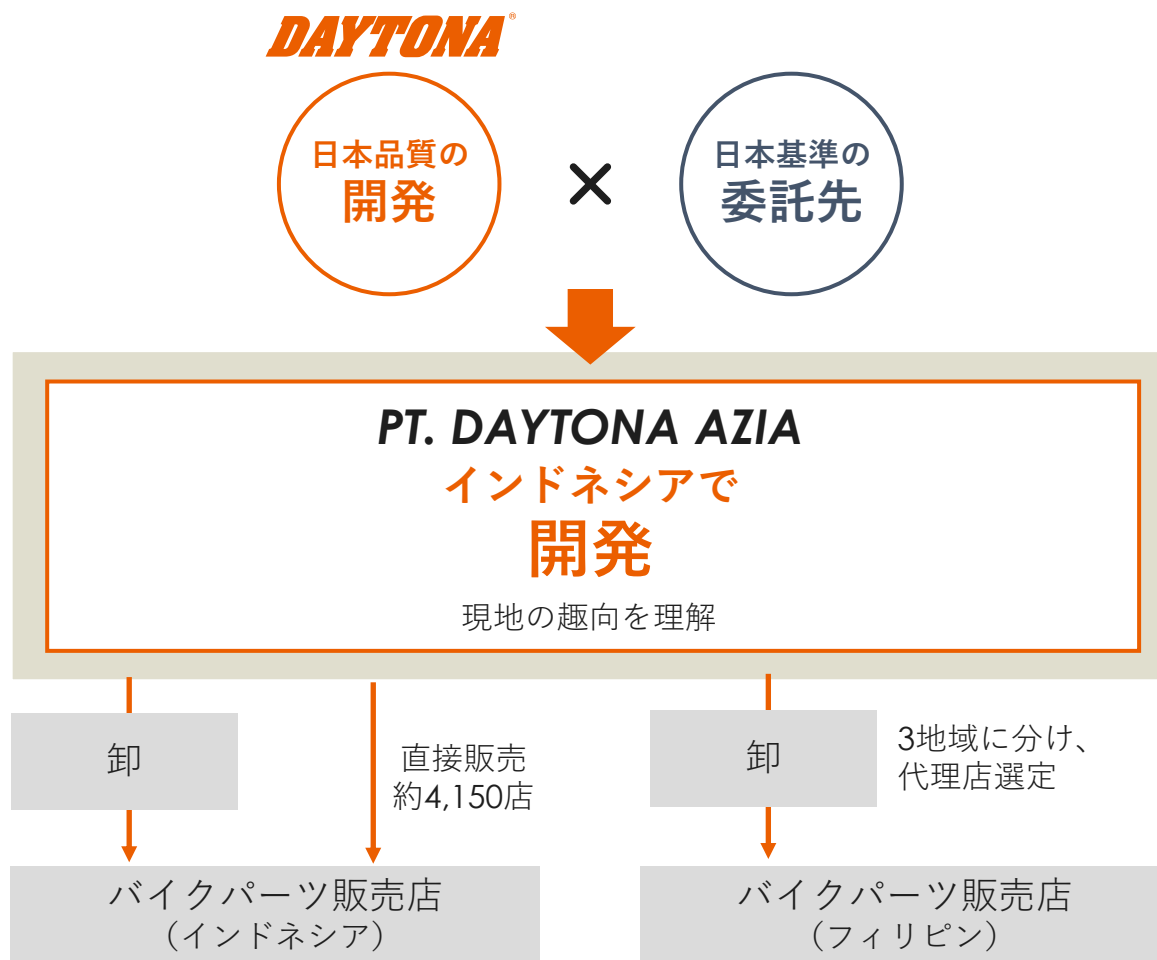 DAYTONA®
日本品質の
開発
×
日本基準の
委託先
PT. DAYTONA AZIA
インドネシアで
開発
現地の趣向を理解
卸
直接販売
約4,150店
卸
3地域に分け、
代理店選定
バイクパーツ販売店
（インドネシア）
バイクパーツ販売店
（フィリピン）